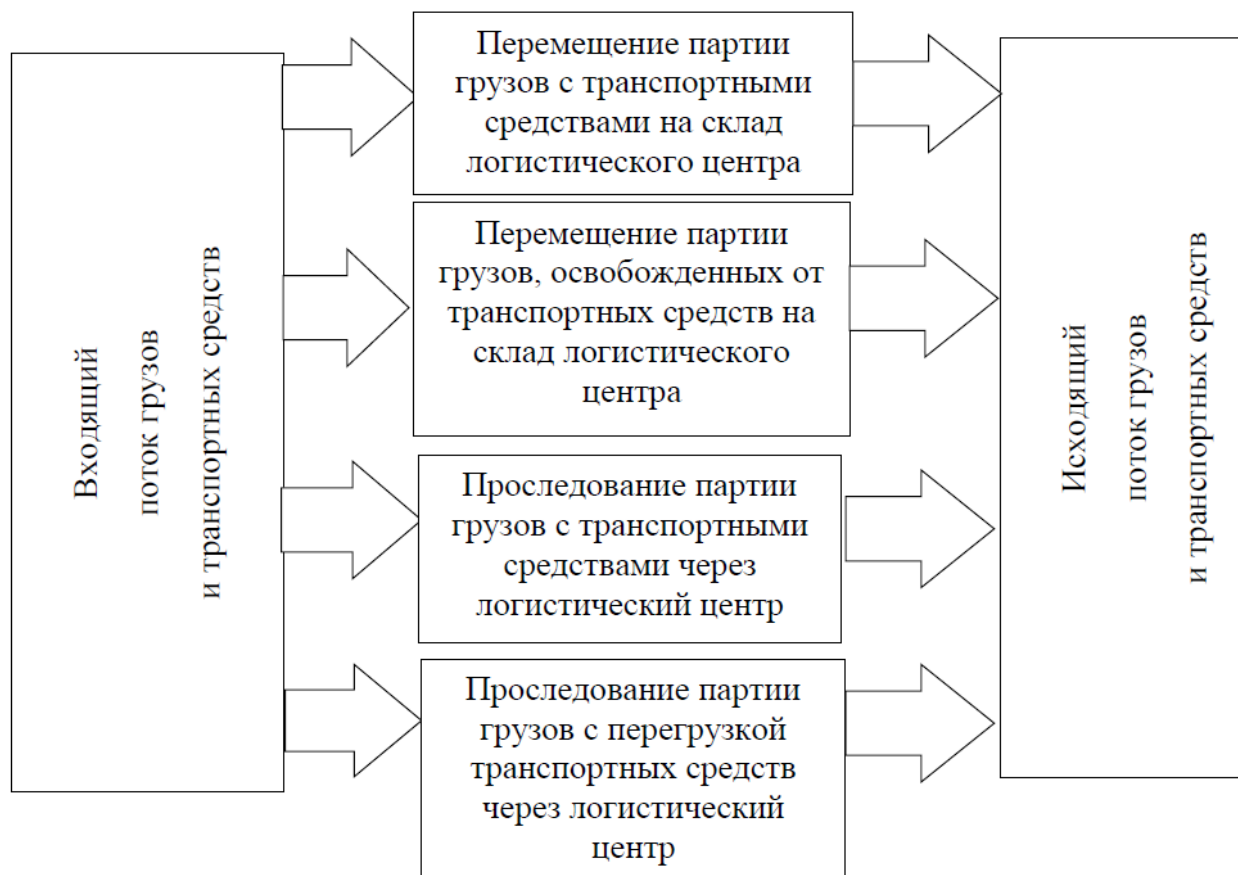 Входящий
поток грузов
и транспортных средств
Перемещение партии
грузов с транспортными
средствами на склад
логистического центра
Перемещение партии
грузов, освобожденных от
транспортных средств на
склад логистического
центра
Проследование партии
грузов с транспортными
средствами через
логистический центр
Проследование партии
грузов с перегрузкой
транспортных средств
через логистический
центр
Исходящий
поток грузов
и транспортных средств